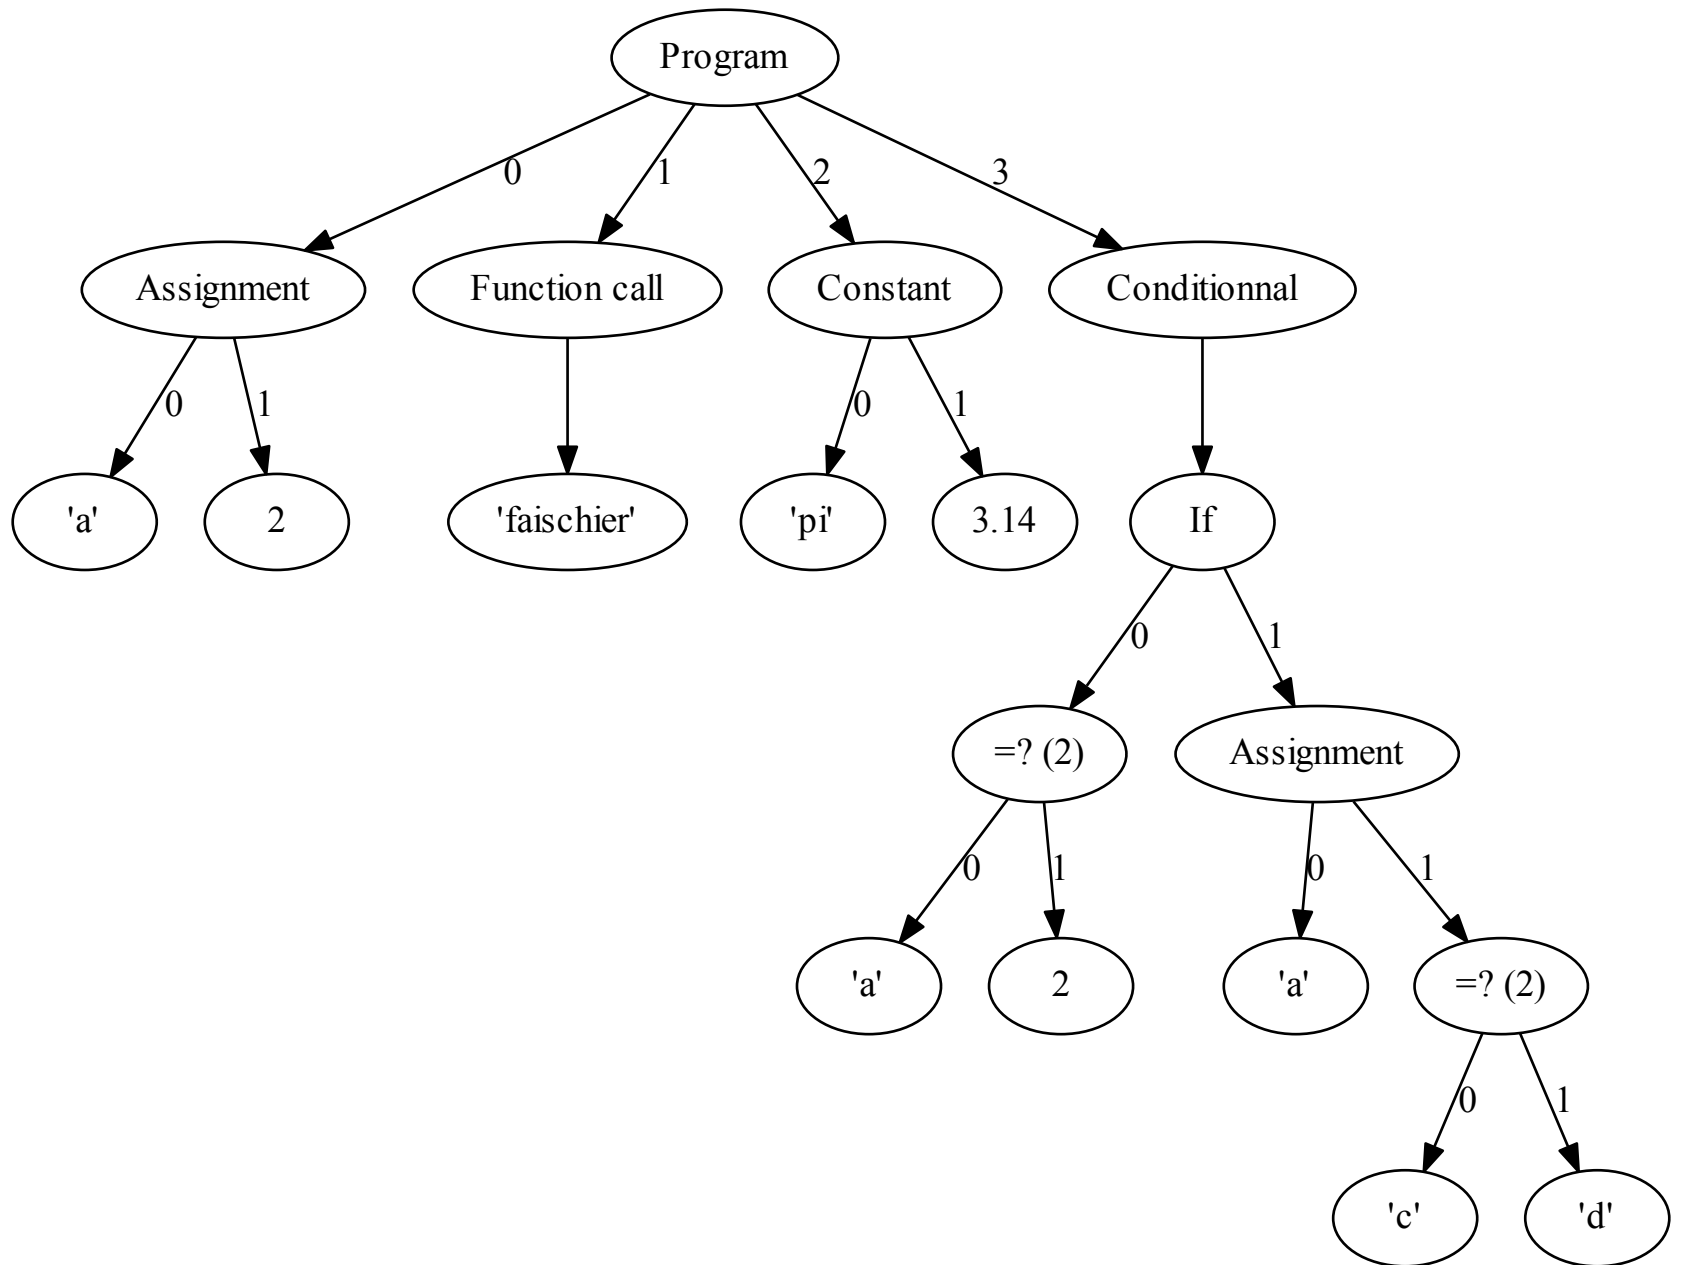 Program
0 1 2 3
Assignment Function call Constant Conditionnal
0 1 0 1
'a' 2 'faischier' 'pi' 3.14 If
0 1
=? (2) Assignment
0 1 0 1
'a' 2 'a' =? (2)
0 1
'c' 'd'